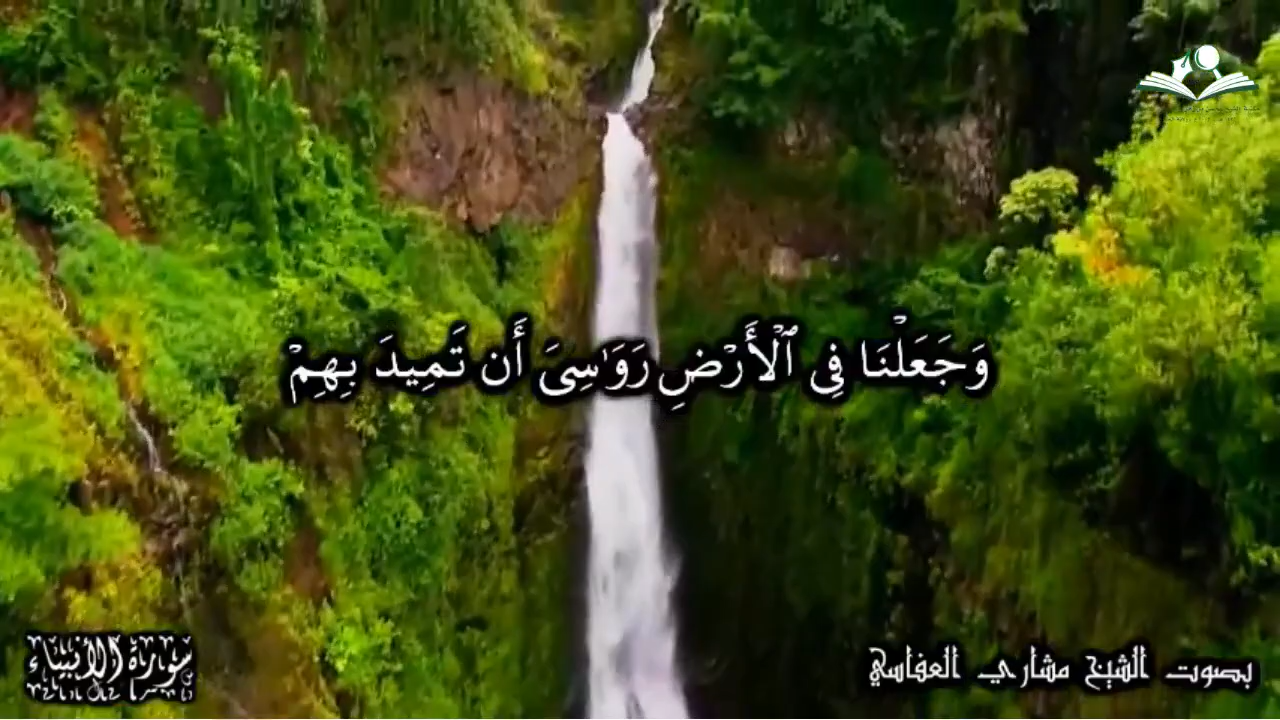 وَجَعَلْنَا فِى ٱلْأَرْضِ رَوَٰسِىَ أَن تَمِيدَ بِهِمْ
سورة الأنبياء
بصوت الشيخ مشاري العفاسي